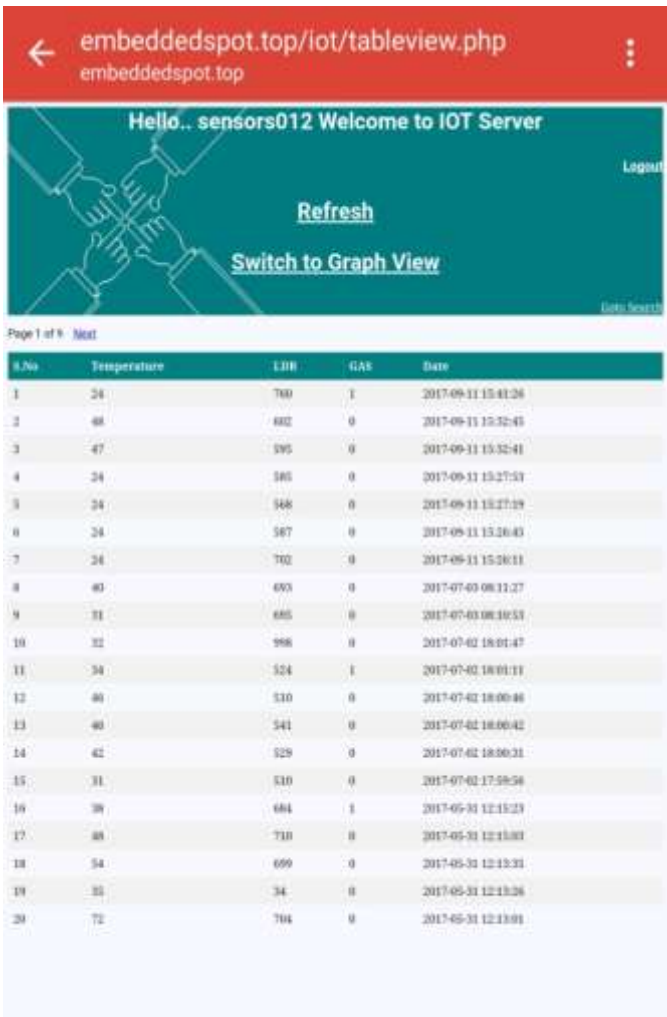 embeddedspot.top/iot/tableview.php
embeddedspot.top
Hello.. sensors012 Welcome to IOT Server
Logout
Refresh
Switch to Graph View
Goto Search
Page 1 of 9 Next
S.No Temperature LDR GAS Date
1 24 760 1 2017-09-11 15:41:26
2 48 602 0 2017-09-11 15:32:45
3 47 595 0 2017-09-11 15:32:41
4 24 585 0 2017-09-11 15:27:53
5 24 568 0 2017-09-11 15:27:19
6 24 587 0 2017-09-11 15:26:45
7 24 702 0 2017-09-11 15:26:11
8 40 693 0 2017-07-03 08:11:27
9 31 695 0 2017-07-03 08:10:53
10 32 998 0 2017-07-02 18:01:47
11 34 524 1 2017-07-02 18:01:11
12 40 510 0 2017-07-02 18:00:46
13 40 541 0 2017-07-02 18:00:42
14 42 529 0 2017-07-02 18:00:31
15 31 510 0 2017-07-02 17:59:56
16 38 684 1 2017-05-31 12:15:23
17 48 710 0 2017-05-31 12:15:03
18 54 699 0 2017-05-31 12:13:35
19 35 34 0 2017-05-31 12:13:26
20 72 704 0 2017-05-31 12:13:01